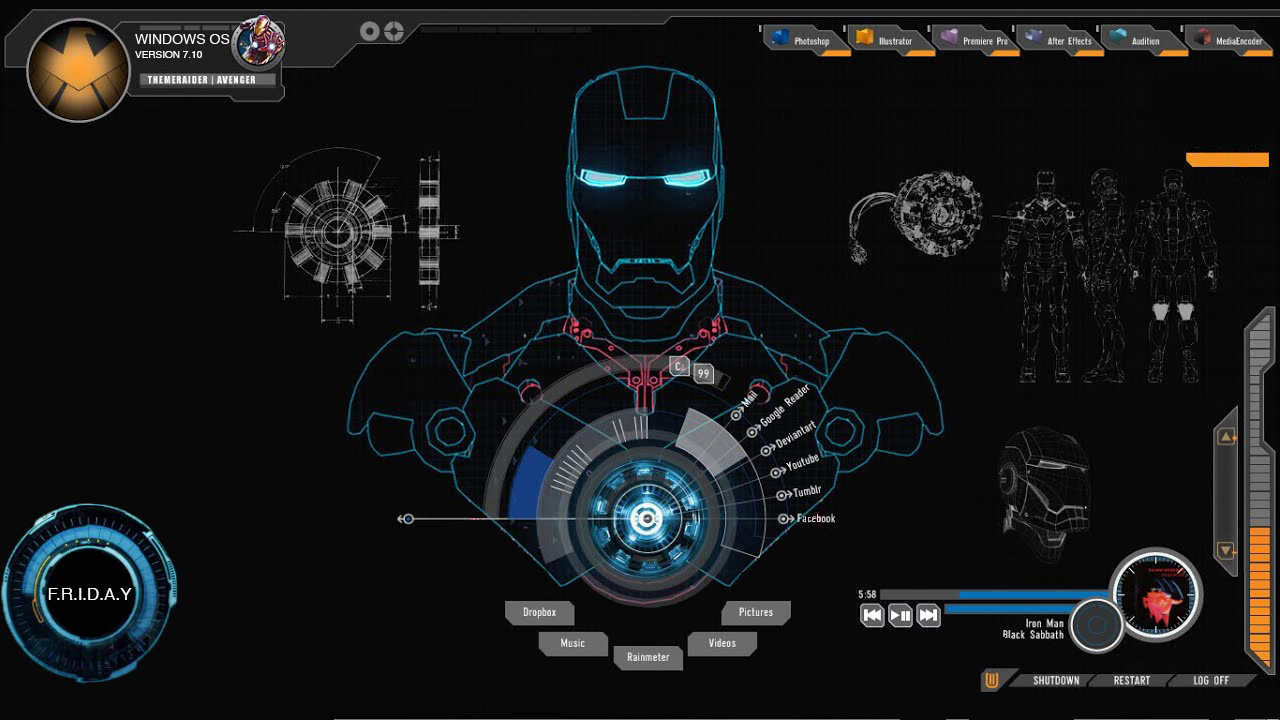 WINDOWS OS
VERSION 7.10
THEMERAIDER | AVENGER
Photoshop
Illustrator
Premiere Pro
After Effects
Audition
MediaEncoder
C
99
Mail
Google Reader
Deviantart
Youtube
Tumblr
Facebook
F.R.I.D.A.Y
Dropbox
Music
Rainmeter
Videos
Pictures
5:58
Iron Man
Black Sabbath
SHUTDOWN
RESTART
LOG OFF